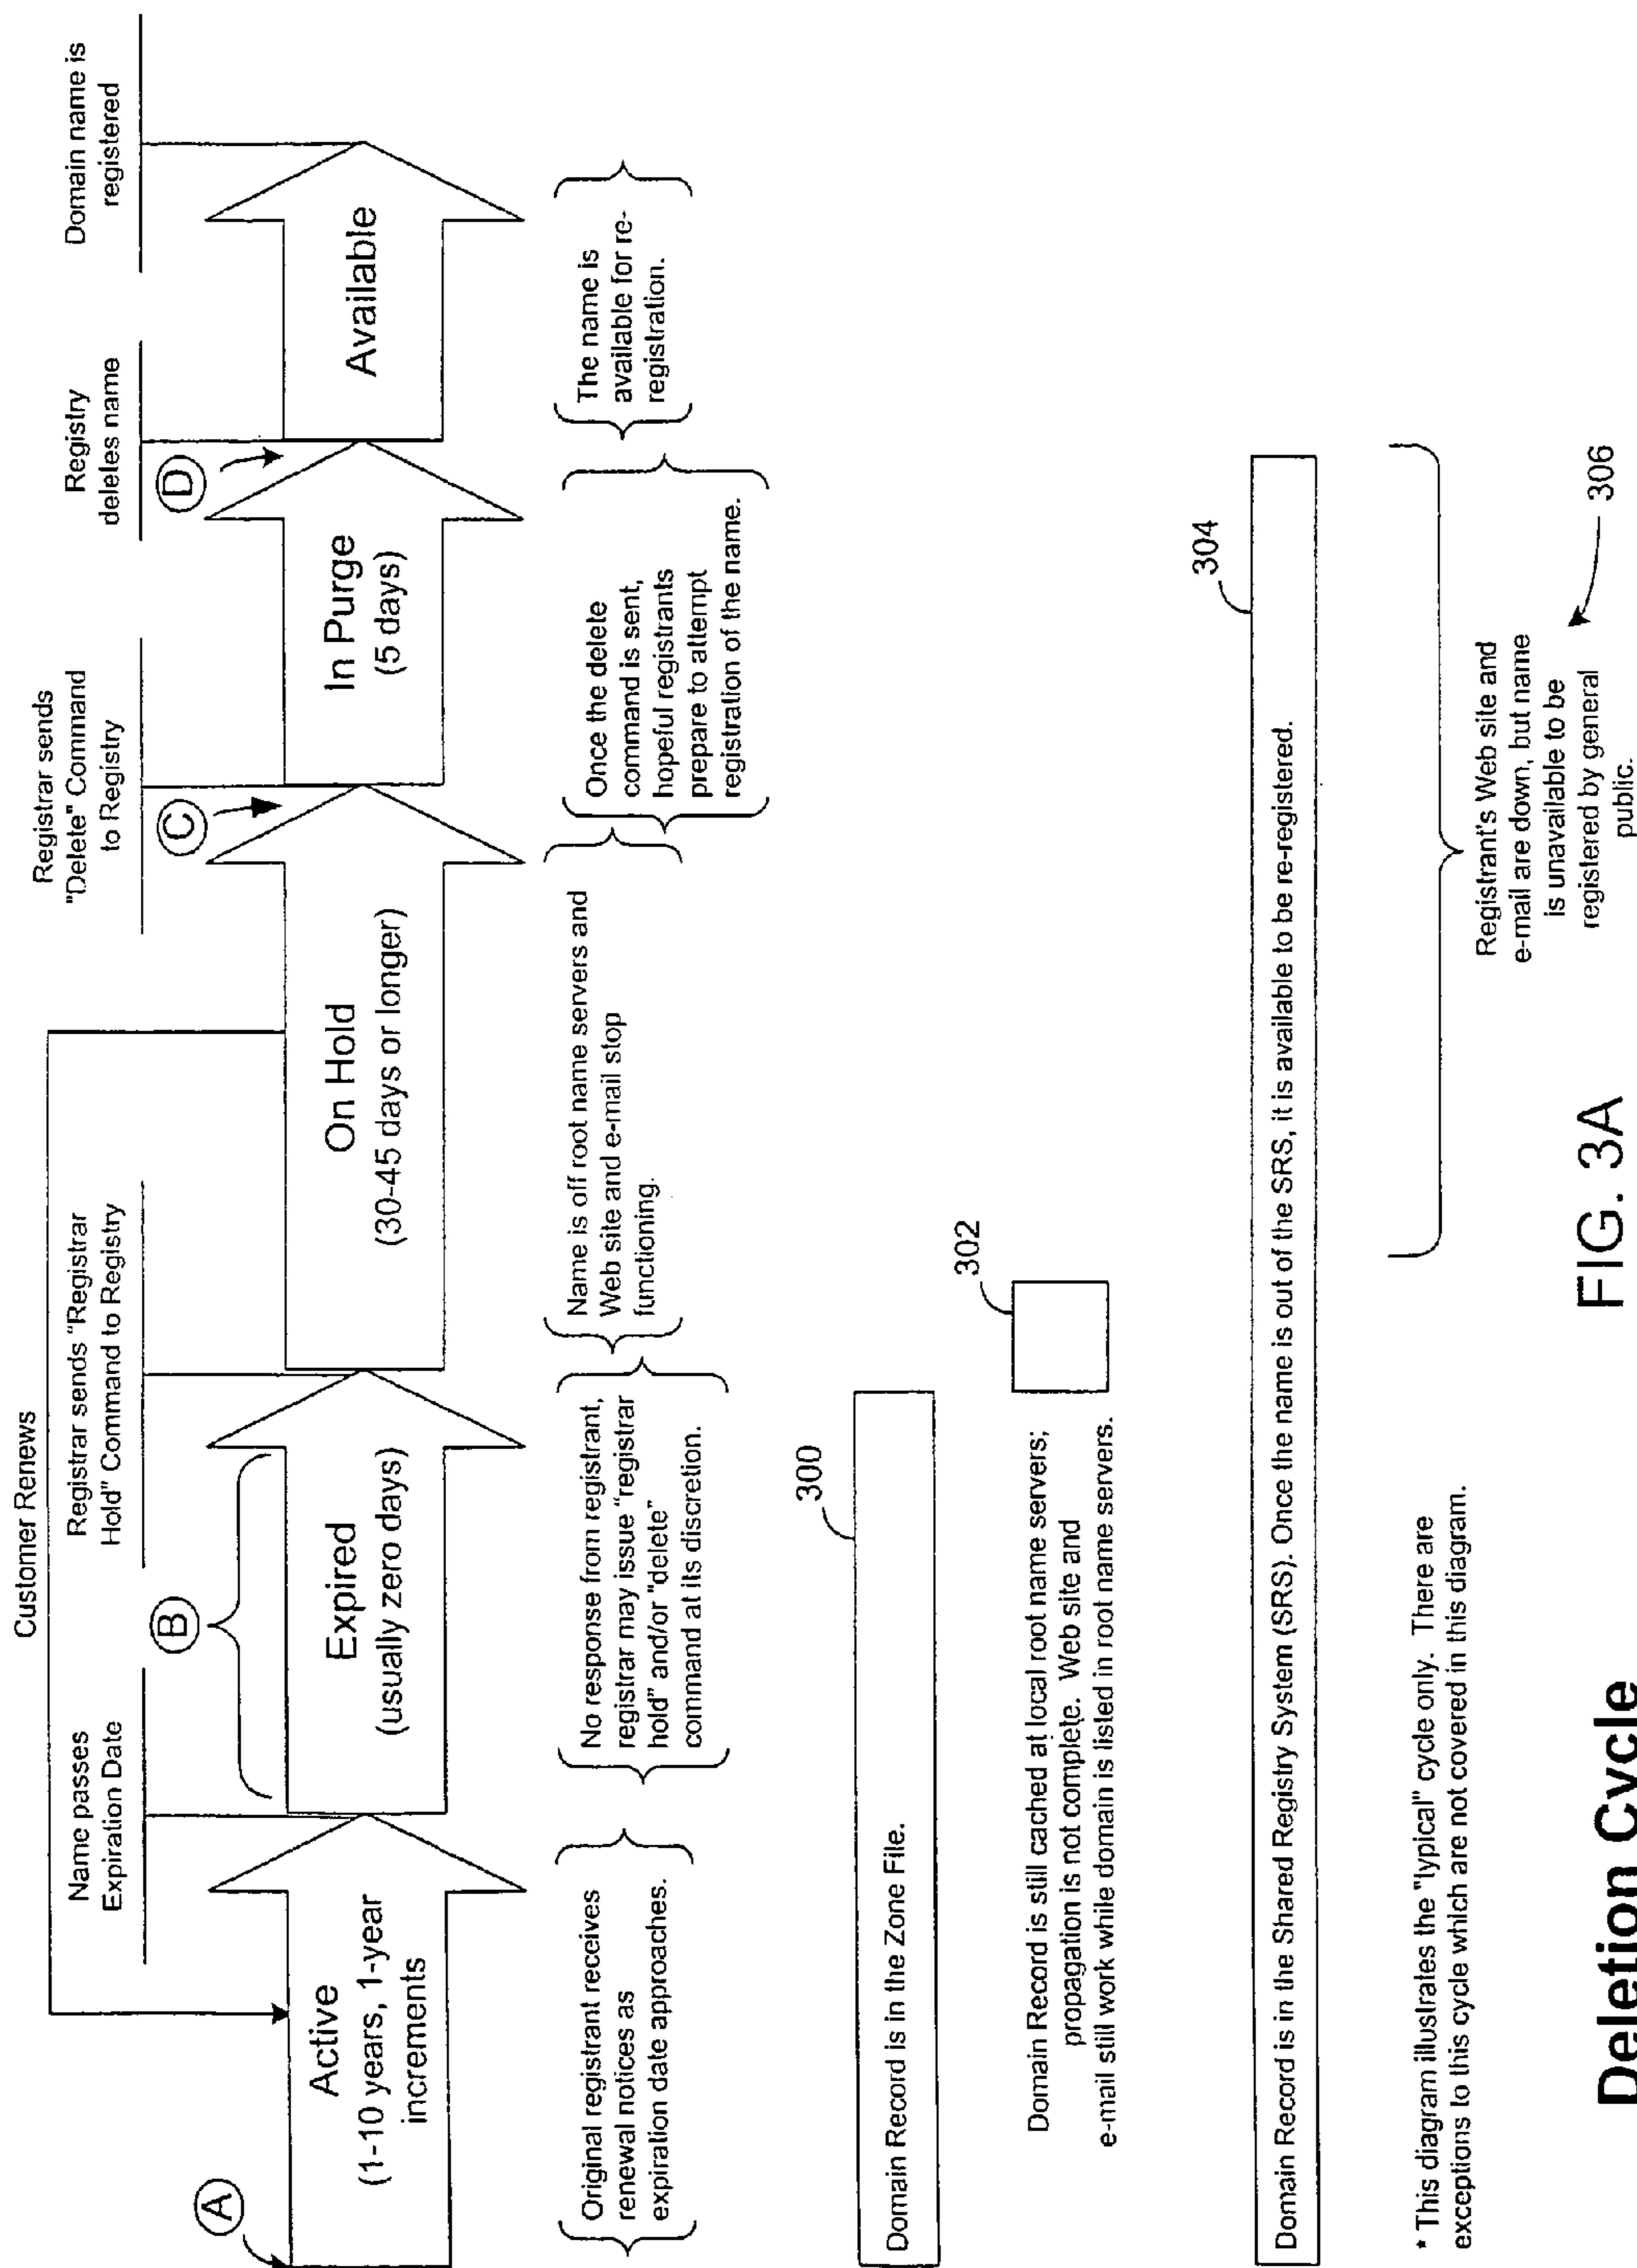 Customer Renews
Name passes
Expiration Date
Registrar sends "Registrar
Hold" Command to Registry
Registrar sends
"Delete" Command
to Registry
Registry
deleles name
Domain name is
registered
A
B
C
D
Active
(1-10 years, 1-year
increments
Expired
(usually zero days)
On Hold
(30-45 days or longer)
In Purge
(5 days)
Available
Original registrant receives
renewal notices as
expiration date approaches.
No response from registrant,
registrar may issue "registrar
hold" and/or "delete"
command at its discretion.
Name is off root name servers and
Web site and e-mail stop
functioning.
Once the delete
command is sent,
hopeful registrants
prepare to attempt
registration of the name.
The name is
available for re-
registration.
300
Domain Record is in the Zone File.
302
Domain Record is still cached at local root name servers;
propagation is not complete. Web site and
e-mail still work while domain is listed in root name servers.
304
Domain Record is in the Shared Registry System (SRS). Once the name is out of the SRS, it is available to be re-registered.
Registrant's Web site and
e-mail are down, but name
is unavailable to be
registered by general
public.
306
* This diagram illustrates the "typical" cycle only. There are
exceptions to this cycle which are not covered in this diagram.
Deletion Cycle
FIG. 3A